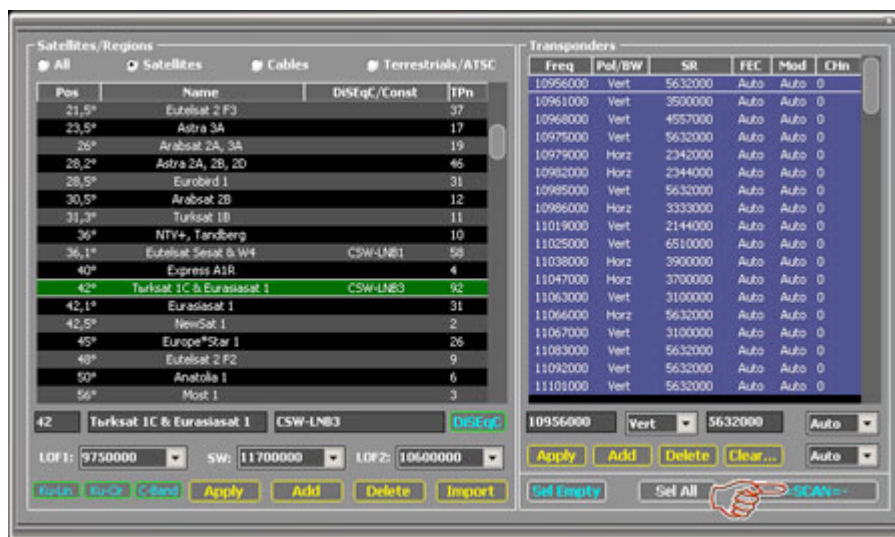 Satellites/Regions
All Satellites Cables Terrestrials/ATSC
Pos Name DiSEqC/Const TPn
21,5° Eutelsat 2 F3 37
23,5° Astra 3A 17
26° Arabsat 2A, 3A 19
28,2° Astra 2A, 2B, 2D 46
28,5° Eurobird 1 31
30,5° Arabsat 2B 12
31,3° Turksat 1B 11
36° NTV+, Tandberg 10
36,1° Eutelsat Sesat & W4 CSW-LNB1 58
40° Express A1R 4
42° Turksat 1C & Eurasiasat 1 CSW-LNB3 92
42,1° Eurasiasat 1 31
42,5° NewSat 1 2
45° Europe*Star 1 26
48° Eutelsat 2 F2 9
50° Anatolia 1 6
56° Most 1 3
42 Turksat 1C & Eurasiasat 1 CSW-LNB3 DiSEqC
LOF1: 9750000 SW: 11700000 LOF2: 10600000
Ku-Lin Ku-Cir C-Band Apply Add Delete Import
Transponders
Freq Pol/BW SR FEC Mod CHn
10956000 Vert 5632000 Auto Auto 0
10961000 Vert 3500000 Auto Auto 0
10968000 Vert 4557000 Auto Auto 0
10975000 Vert 5632000 Auto Auto 0
10979000 Horz 2342000 Auto Auto 0
10982000 Horz 2344000 Auto Auto 0
10985000 Vert 5632000 Auto Auto 0
10986000 Horz 3333000 Auto Auto 0
11019000 Vert 2144000 Auto Auto 0
11025000 Vert 6510000 Auto Auto 0
11038000 Horz 3900000 Auto Auto 0
11047000 Horz 3700000 Auto Auto 0
11063000 Vert 3100000 Auto Auto 0
11066000 Horz 5632000 Auto Auto 0
11067000 Vert 3100000 Auto Auto 0
11083000 Vert 5632000 Auto Auto 0
11092000 Vert 5632000 Auto Auto 0
11101000 Vert 5632000 Auto Auto 0
10956000 Vert 5632000 Auto
Apply Add Delete Clear... Auto
Sel Empty Sel All =SCAN=-